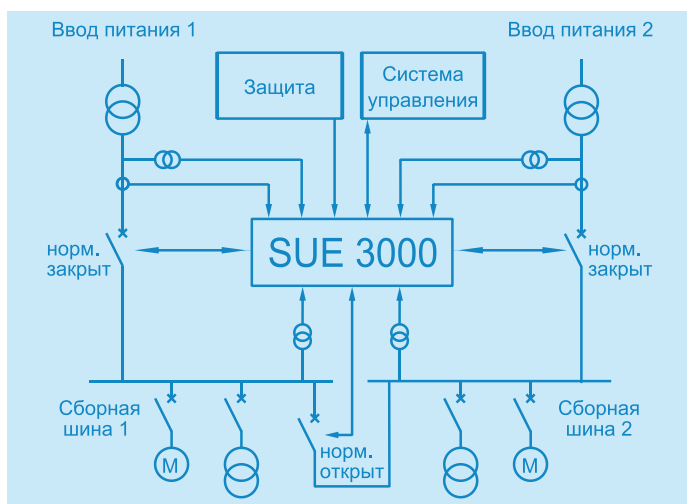 Ввод питания 1
Ввод питания 2
Защита
Система
управления
SUE 3000
норм.
закрыт
норм.
закрыт
Сборная
шина 1
норм.
открыт
Сборная
шина 2
M
M